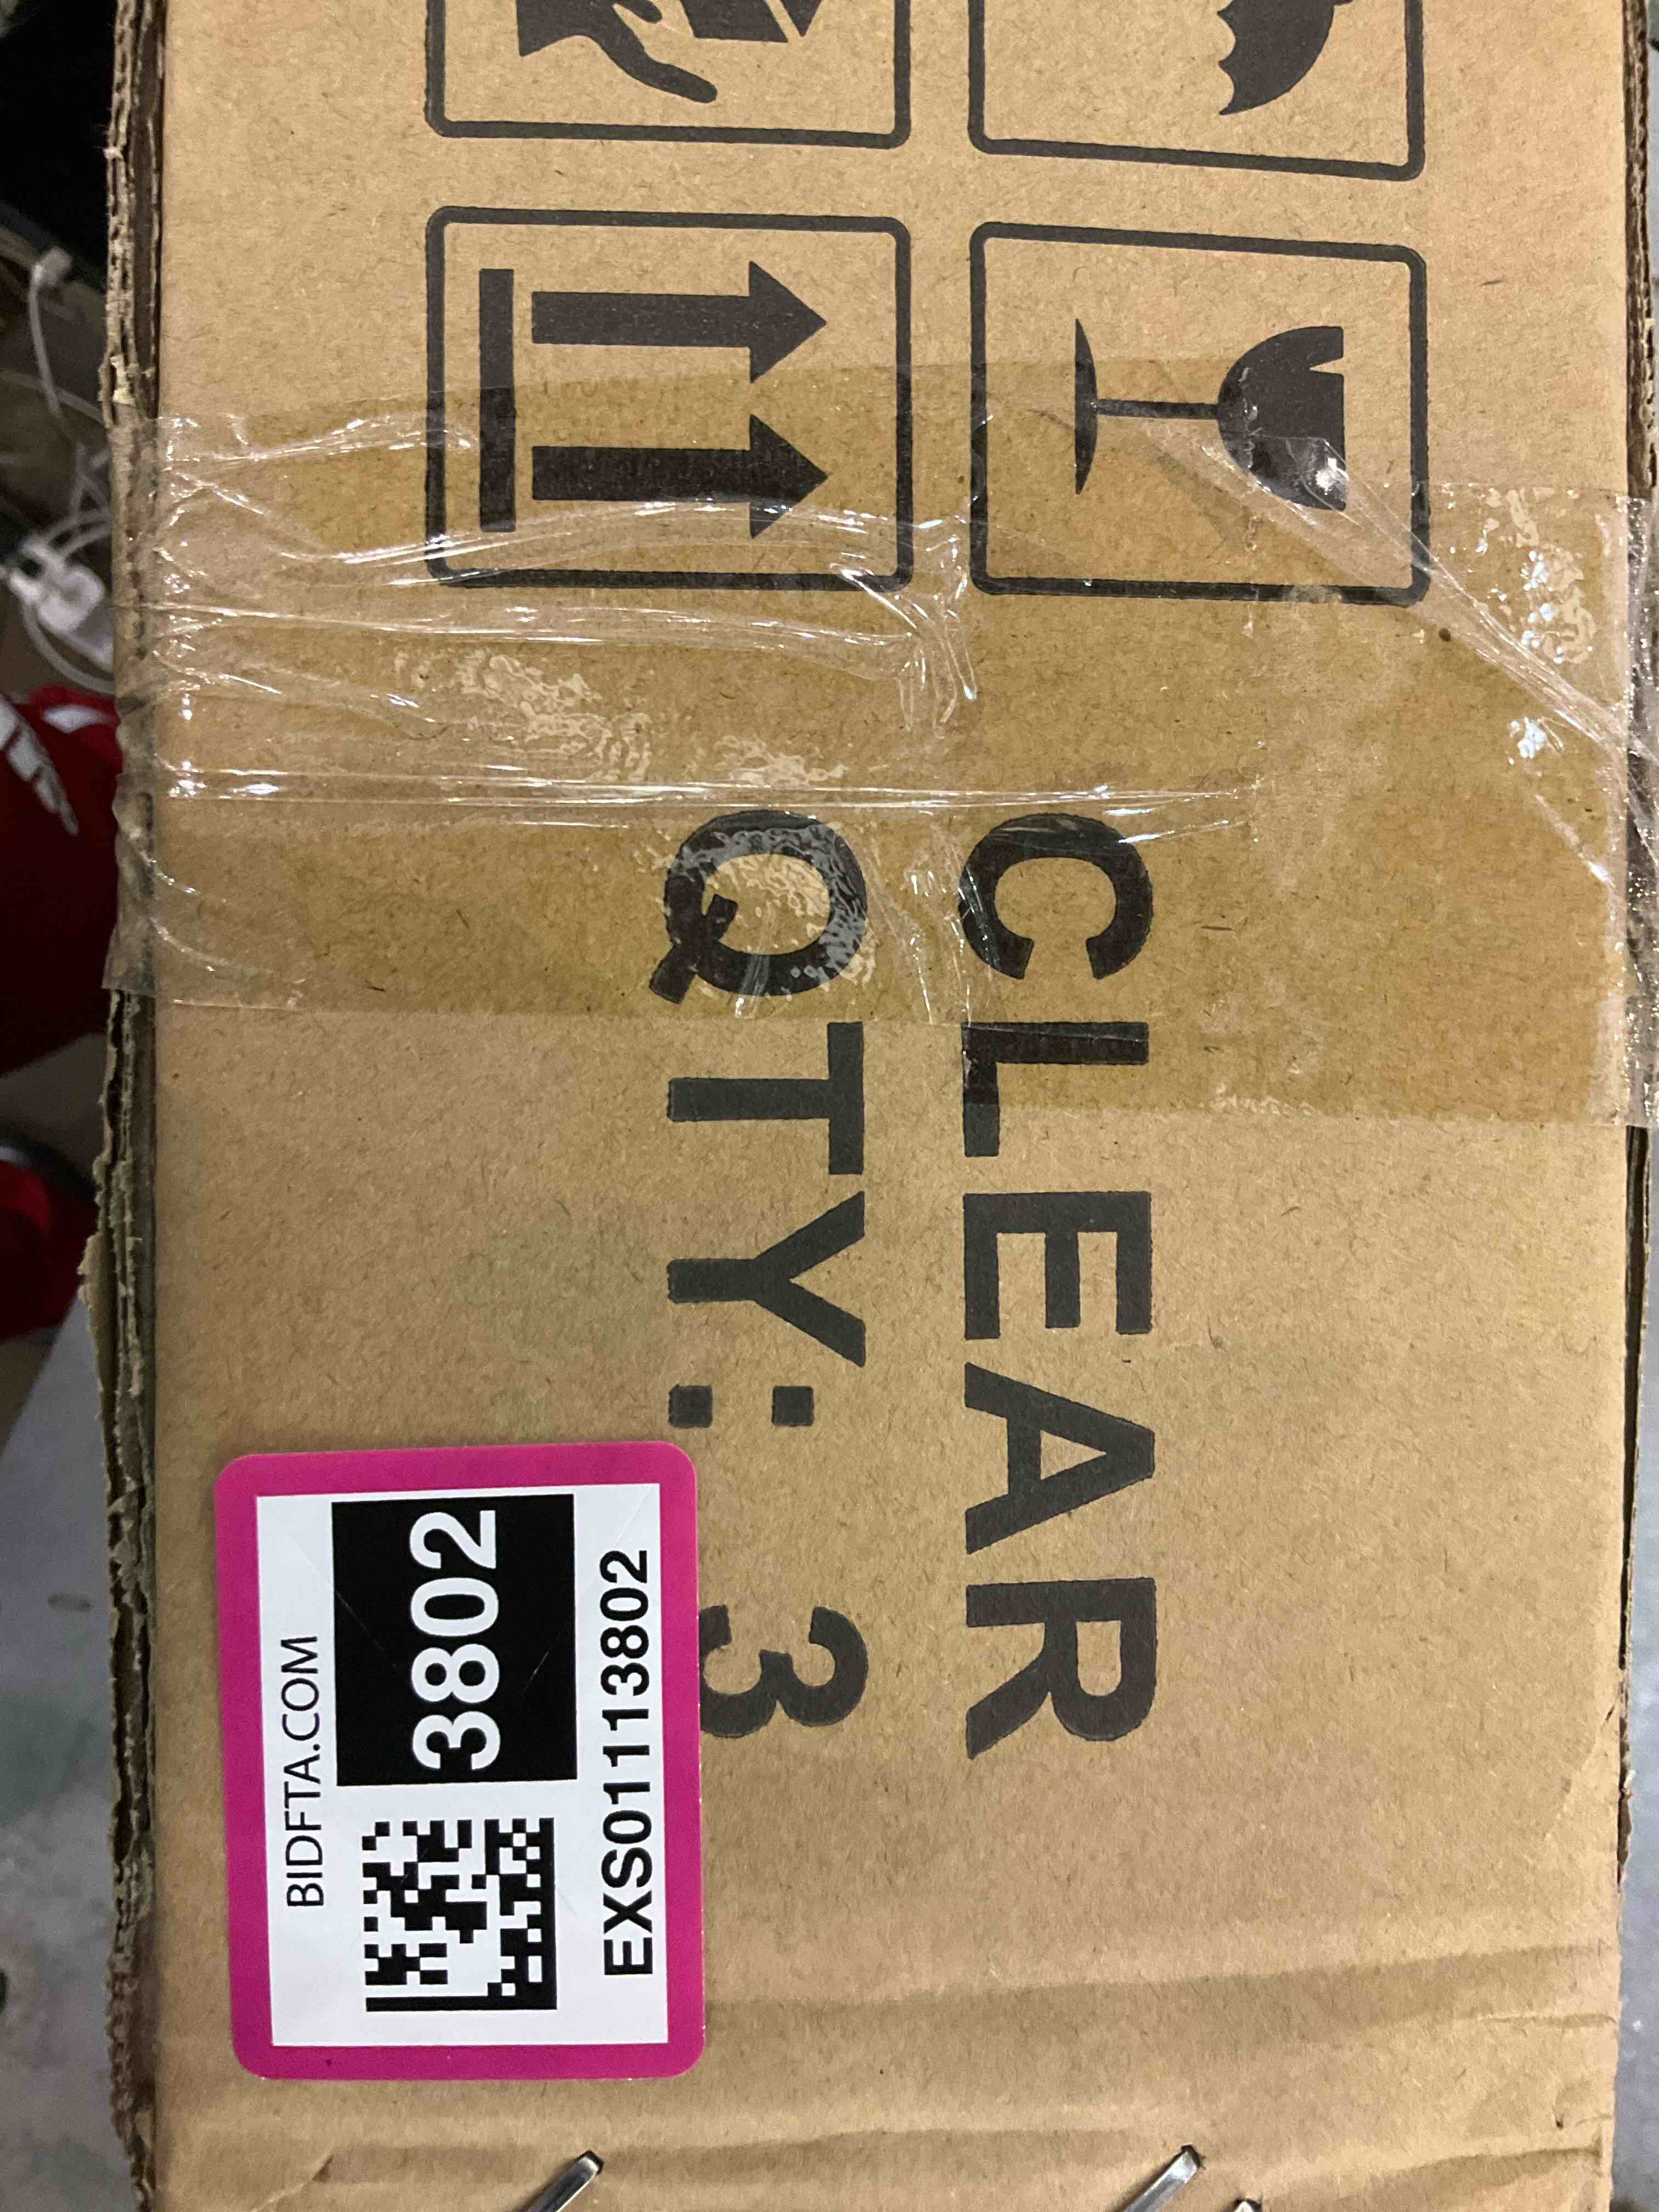 CLEAR
QTY: 3
BIDFTA.COM
3802
EXS01113802